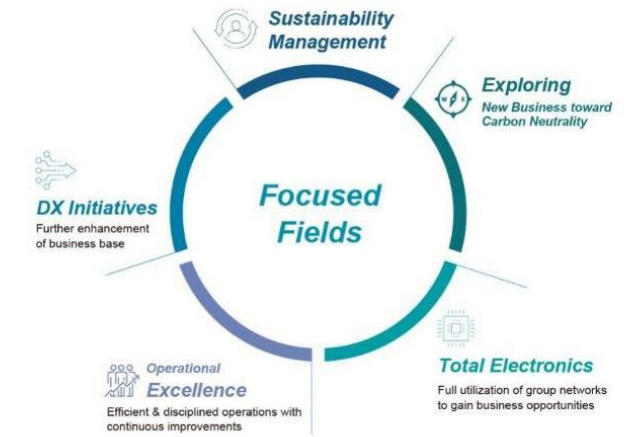 Sustainability
Management
Exploring
New Business toward
Carbon Neutrality
W E
Focused
Fields
DX Initiatives
Further enhancement
of business base
Total Electronics
Full utilization of group networks
to gain business opportunities
Operational
Excellence
Efficient & disciplined operations with
continuous improvements